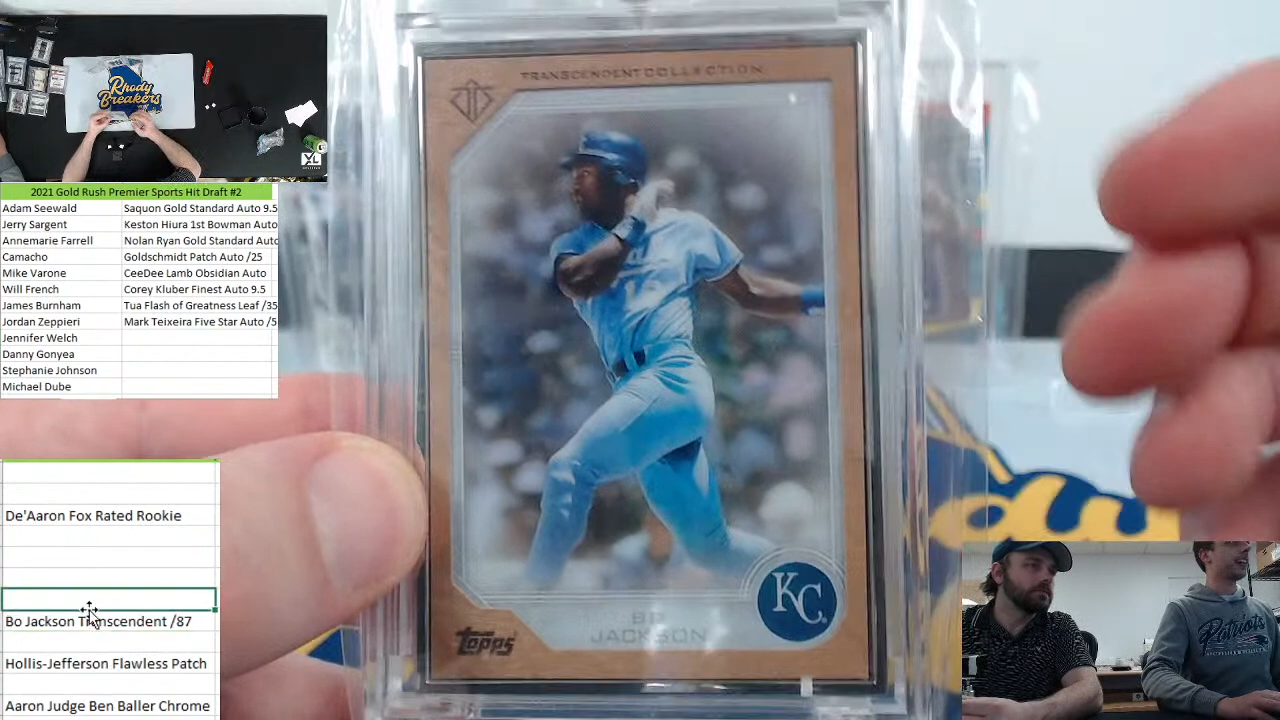 Rhody
Breakers
XL
2021 Gold Rush Premier Sports Hit Draft #2
Adam Seewald Saquon Gold Standard Auto 9.5
Jerry Sargent Keston Hiura 1st Bowman Auto
Annemarie Farrell Nolan Ryan Gold Standard Auto
Camacho Goldschmidt Patch Auto /25
Mike Varone CeeDee Lamb Obsidian Auto
Will French Corey Kluber Finest Auto 9.5
James Burnham Tua Flash of Greatness Leaf /35
Jordan Zeppieri Mark Teixeira Five Star Auto /5
Jennifer Welch
Danny Gonyea
Stephanie Johnson
Michael Dube
De'Aaron Fox Rated Rookie
Bo Jackson Transcendent /87
Hollis-Jefferson Flawless Patch
Aaron Judge Ben Baller Chrome
TRANSCENDENT COLLECTION
KC
BO
JACKSON
Topps
Patriots